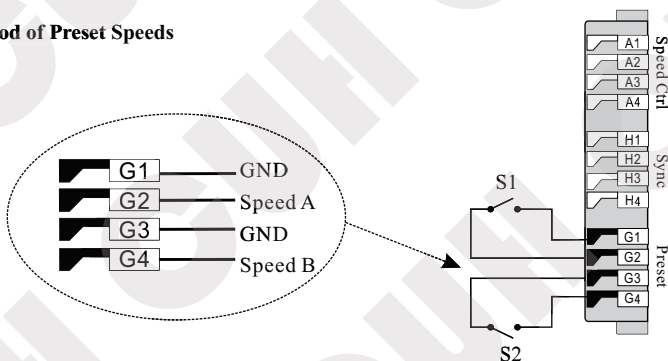 od of Preset Speeds
G1 GND
G2 Speed A
G3 GND
G4 Speed B
S1
S2
A1
A2
A3
A4
Speed Ctrl
H1
H2
H3
H4
Sync
G1
G2
G3
G4
Preset